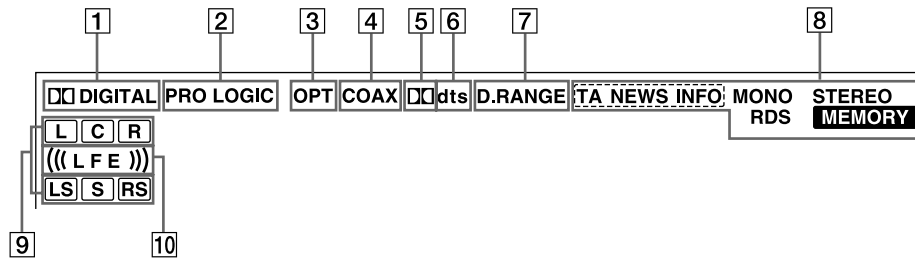 1 2 3 4 5 6 7 8
DIGITAL PRO LOGIC OPT COAX dts D.RANGE TA NEWS INFO MONO STEREO
RDS MEMORY
L C R
((( L F E )))
LS S RS
9 10